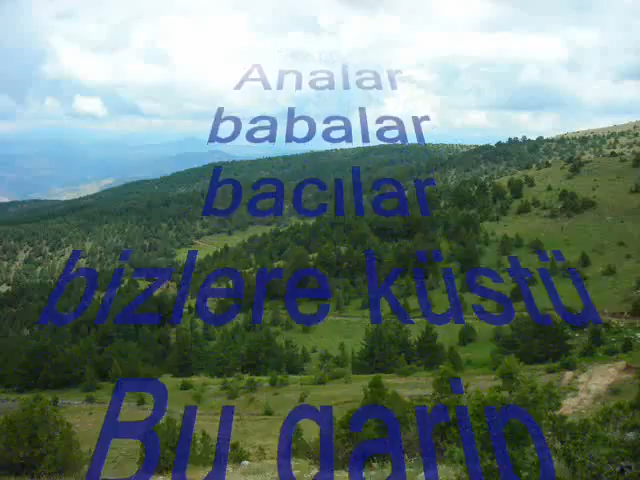 Analar
babalar
bacılar
bizlere küstü
Bu garip